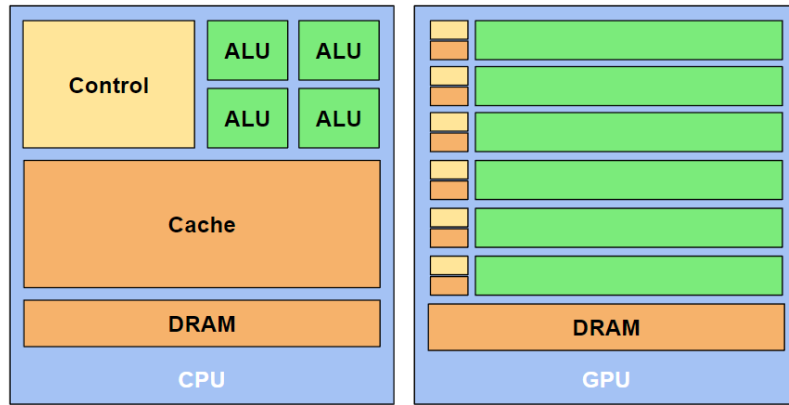 Control
ALU
ALU
ALU
ALU
Cache
DRAM
CPU
DRAM
GPU